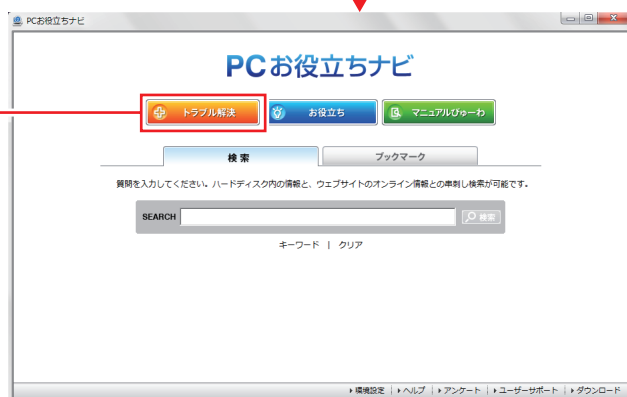 PCお役立ちナビ
PCお役立ちナビ
トラブル解決 お役立ち マニュアルびゅーわ
検索 ブックマーク
質問を入力してください。ハードディスク内の情報と、ウェブサイトのオンライン情報との串刺し検索が可能です。
SEARCH 検索
キーワード | クリア
環境設定 | ヘルプ | アンケート | ユーザーサポート | ダウンロード